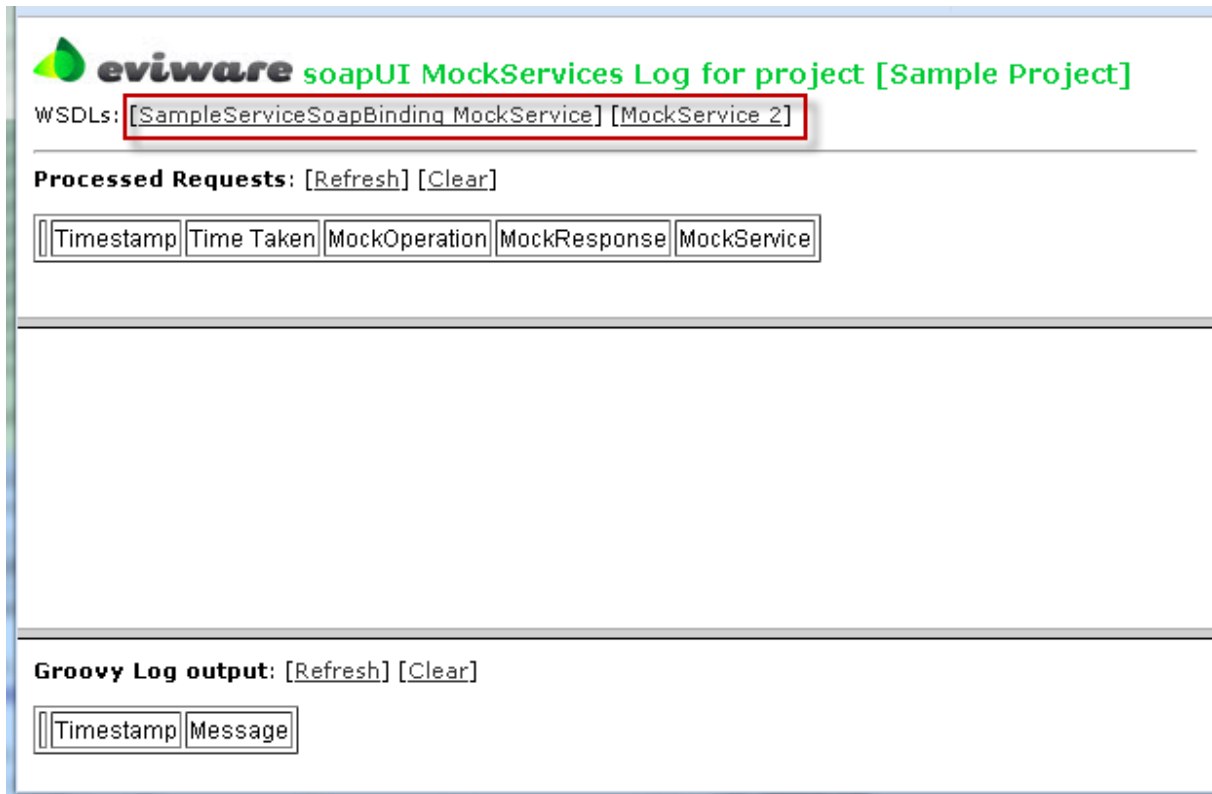 eviware soapUI MockServices Log for project [Sample Project]
WSDLs: [SampleServiceSoapBinding MockService] [MockService 2]
Processed Requests: [Refresh] [Clear]
Timestamp Time Taken MockOperation MockResponse MockService
Groovy Log output: [Refresh] [Clear]
Timestamp Message